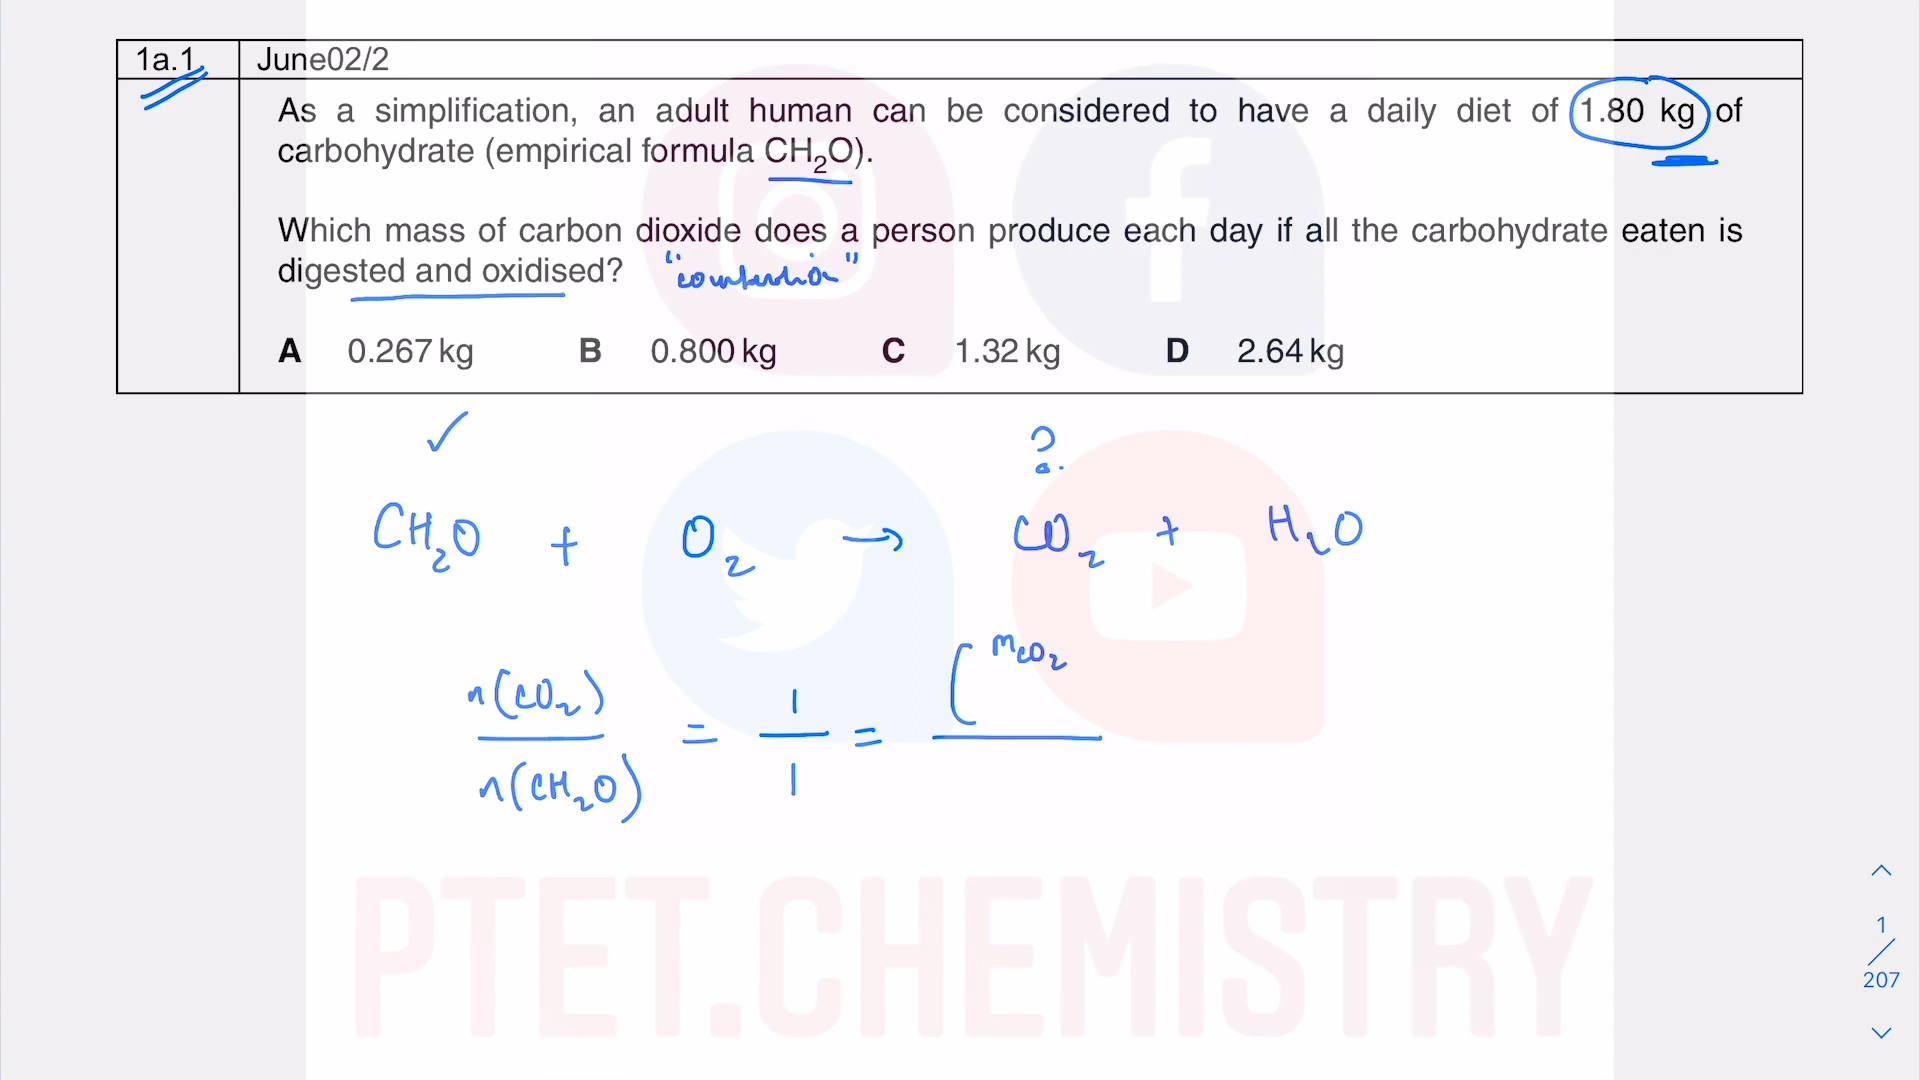 1a.1 June02/2
As a simplification, an adult human can be considered to have a daily diet of 1.80 kg of
carbohydrate (empirical formula CH₂O).
Which mass of carbon dioxide does a person produce each day if all the carbohydrate eaten is
digested and oxidised?
A 0.267 kg B 0.800 kg C 1.32 kg D 2.64 kg
✓ ?
CH₂O + O₂ → CO₂ + H₂O
[ mCO₂
n(CO₂)
= 1 =
n(CH₂O) 1
PTET.CHEMISTRY
1
/
207